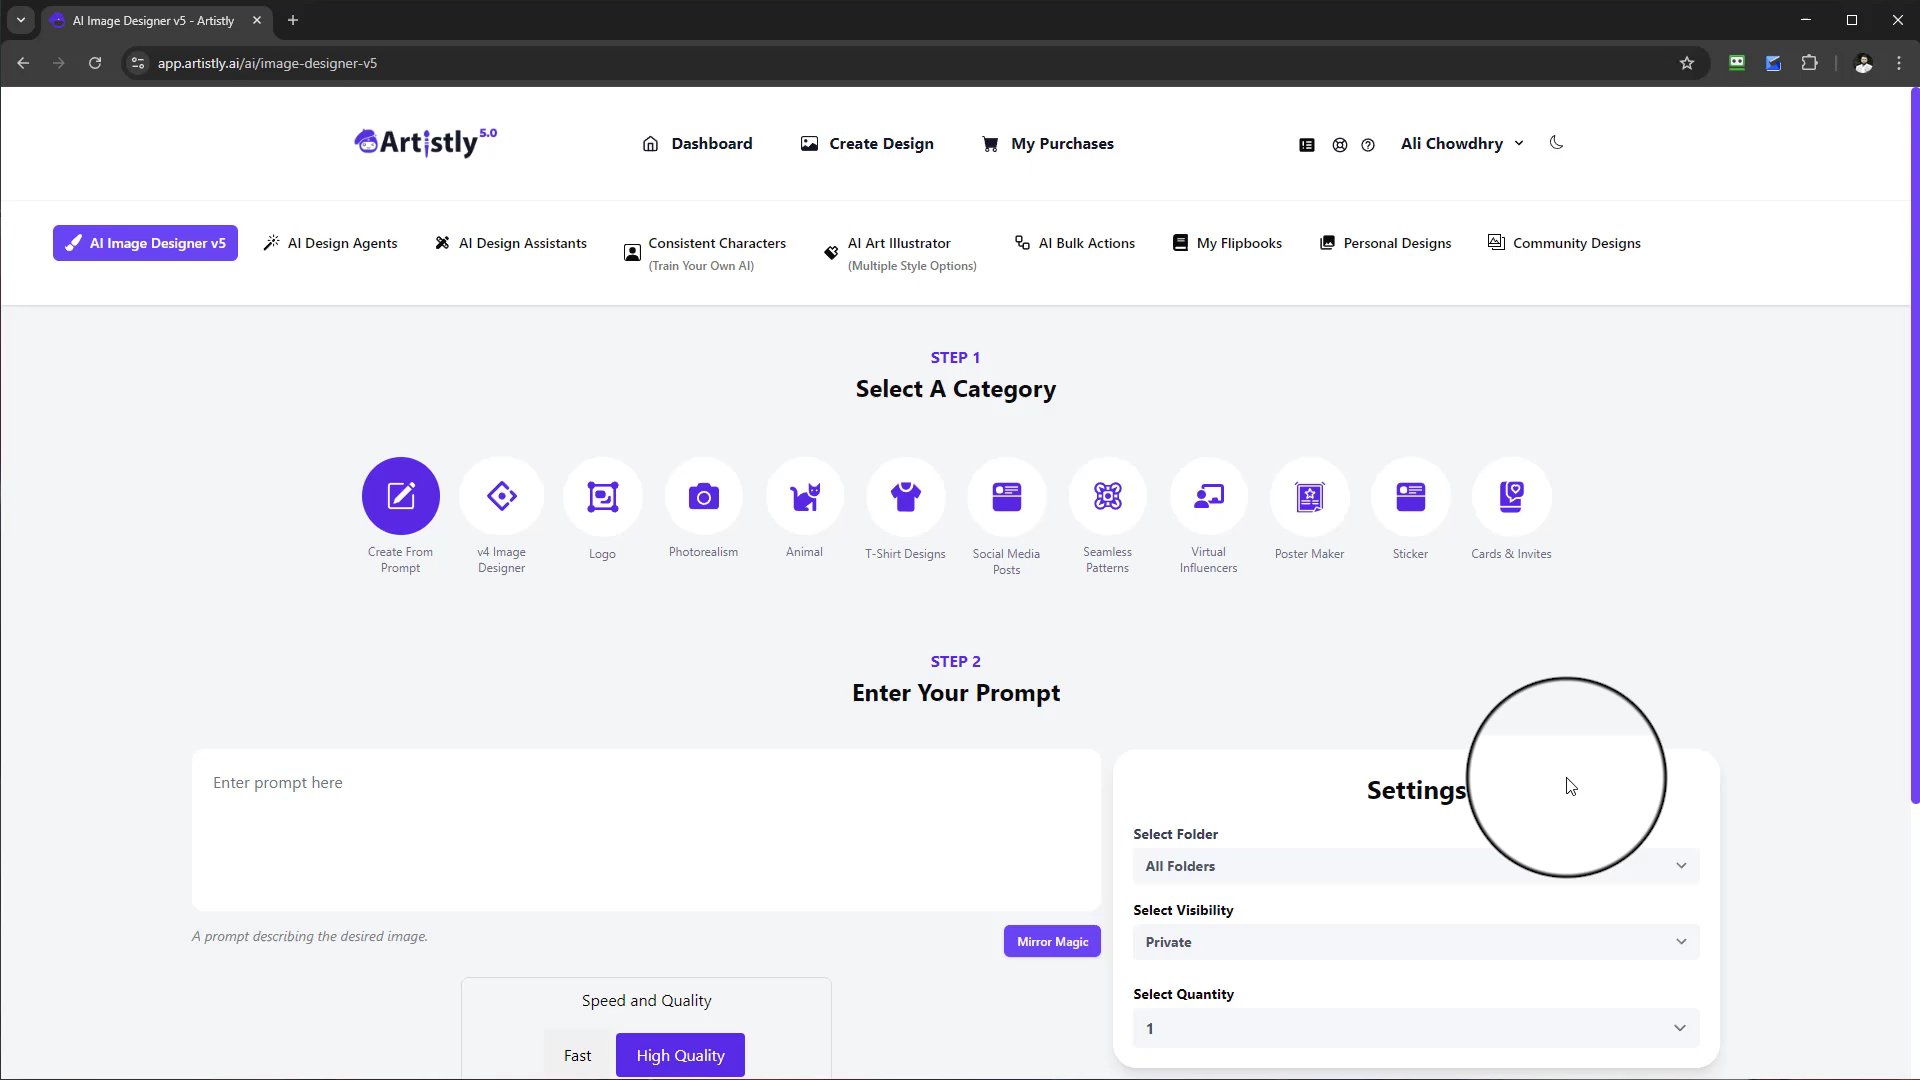 AI Image Designer v5 - Artistly
app.artistly.ai/ai/image-designer-v5
Artistly 5.0
Dashboard
Create Design
My Purchases
Ali Chowdhry
AI Image Designer v5
AI Design Agents
AI Design Assistants
Consistent Characters
(Train Your Own AI)
AI Art Illustrator
(Multiple Style Options)
AI Bulk Actions
My Flipbooks
Personal Designs
Community Designs
STEP 1
Select A Category
Create From
Prompt
v4 Image
Designer
Logo
Photorealism
Animal
T-Shirt Designs
Social Media
Posts
Seamless
Patterns
Virtual
Influencers
Poster Maker
Sticker
Cards & Invites
STEP 2
Enter Your Prompt
Enter prompt here
A prompt describing the desired image.
Mirror Magic
Speed and Quality
Fast
High Quality
Settings
Select Folder
All Folders
Select Visibility
Private
Select Quantity
1